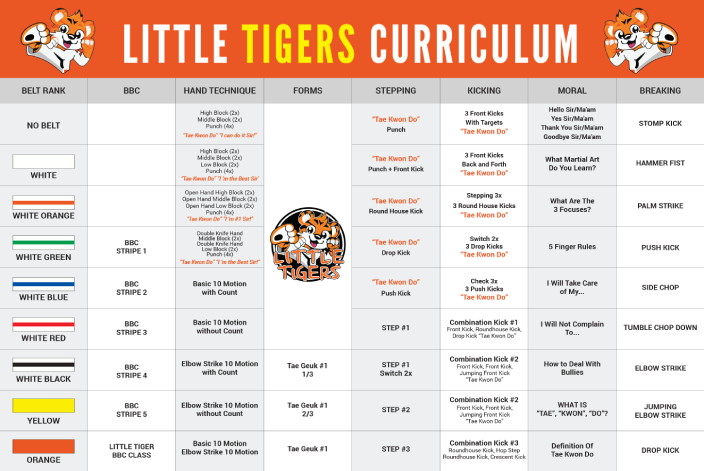 LITTLE TIGERS CURRICULUM
BELT RANK BBC HAND TECHNIQUE FORMS STEPPING KICKING MORAL BREAKING
NO BELT
High Block (2x)
Middle Block (2x)
Punch (4x)
"Tae Kwon Do" "I can do it Sir!"
"Tae Kwon Do"
Punch
3 Front Kicks
With Targets
"Tae Kwon Do"
Hello Sir/Ma'am
Yes Sir/Ma'am
Thank You Sir/Ma'am
Goodbye Sir/Ma'am
STOMP KICK
WHITE
High Block (2x)
Middle Block (2x)
Low Block (2x)
Punch (4x)
"Tae Kwon Do" "I'm the Best Sir'
"Tae Kwon Do"
Punch + Front Kick
3 Front Kicks
Back and Forth
"Tae Kwon Do"
What Martial Art
Do You Learn?
HAMMER FIST
WHITE ORANGE
Open Hand High Block (2x)
Open Hand Middle Block (2x)
Open Hand Low Block (2x)
Punch (4x)
"Tae Kwon Do" "I'm #1 Sir!"
"Tae Kwon Do"
Round House Kick
Stepping 3x
3 Round House Kicks
"Tae Kwon Do"
What Are The
3 Focuses?
PALM STRIKE
WHITE GREEN
BBC
STRIPE 1
Double Knife Hand
Middle Block (2x)
Double Knife Hand
Low Block (2x)
Punch (4x)
"Tae Kwon Do" "I'm the Best Sir!"
LITTLE
TIGERS
"Tae Kwon Do"
Drop Kick
Switch 2x
3 Drop Kicks
"Tae Kwon Do"
5 Finger Rules
PUSH KICK
WHITE BLUE
BBC
STRIPE 2
Basic 10 Motion
with Count
"Tae Kwon Do"
Push Kick
Check 3x
3 Push Kicks
"Tae Kwon Do"
I Will Take Care
of My...
SIDE CHOP
WHITE RED
BBC
STRIPE 3
Basic 10 Motion
without Count
STEP #1
Combination Kick #1
Front Kick, Roundhouse Kick,
Drop Kick "Tae Kwon Do"
I Will Not Complain
To...
TUMBLE CHOP DOWN
WHITE BLACK
BBC
STRIPE 4
Elbow Strike 10 Motion
with Count
Tae Geuk #1
1/3
STEP #1
Switch 2x
Combination Kick #2
Front Kick, Front Kick,
Jumping Front Kick
"Tae Kwon Do"
How to Deal With
Bullies
ELBOW STRIKE
YELLOW
BBC
STRIPE 5
Elbow Strike 10 Motion
without Count
Tae Geuk #1
2/3
STEP #2
Combination Kick #2
Front Kick, Front Kick,
Jumping Front Kick
"Tae Kwon Do"
WHAT IS
"TAE", "KWON", "DO"?
JUMPING
ELBOW STRIKE
ORANGE
LITTLE TIGER
BBC CLASS
Basic 10 Motion
Elbow Strike 10 Motion
Tae Geuk #1
STEP #3
Combination Kick #3
Roundhouse Kick, Hop Step
Roundhouse Kick, Crescent Kick
Definition Of
Tae Kwon Do
DROP KICK